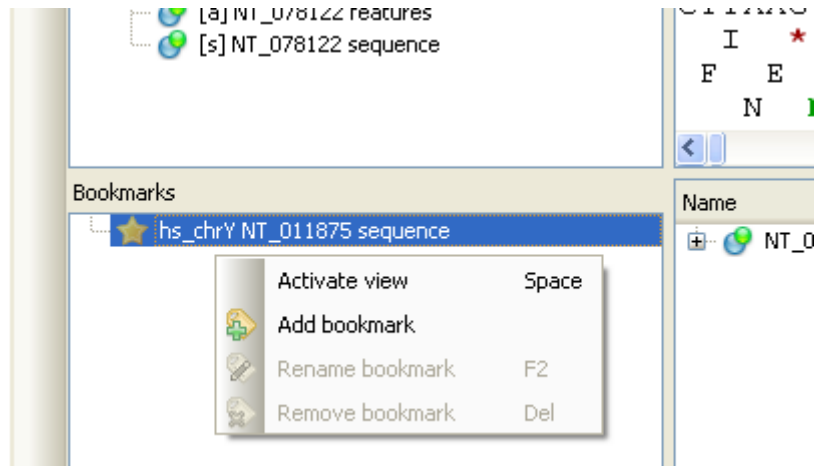 [a] NT_078122 features
[s] NT_078122 sequence
I *
F E
N
Bookmarks
hs_chrY NT_011875 sequence
Activate view Space
Add bookmark
Rename bookmark F2
Remove bookmark Del
Name
NT_0